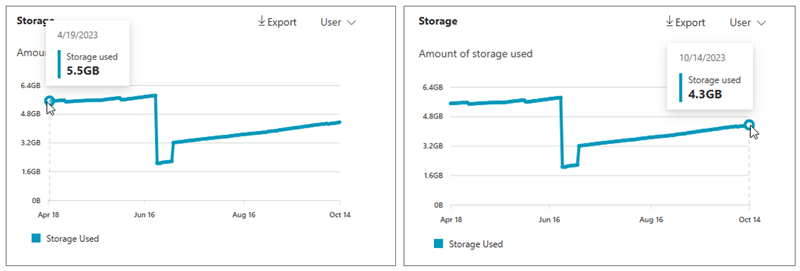 Storag
Export
User
4/19/2023
Storage used
5.5GB
Amou
6.4GB
4.8GB
3.2GB
1.6GB
0B
Apr 18
Jun 16
Aug 16
Oct 14
Storage Used
Storage
Export
User
Amount of storage used
10/14/2023
Storage used
4.3GB
6.4GB
4.8GB
3.2GB
1.6GB
0B
Apr 18
Jun 16
Aug 16
Oct 14
Storage Used